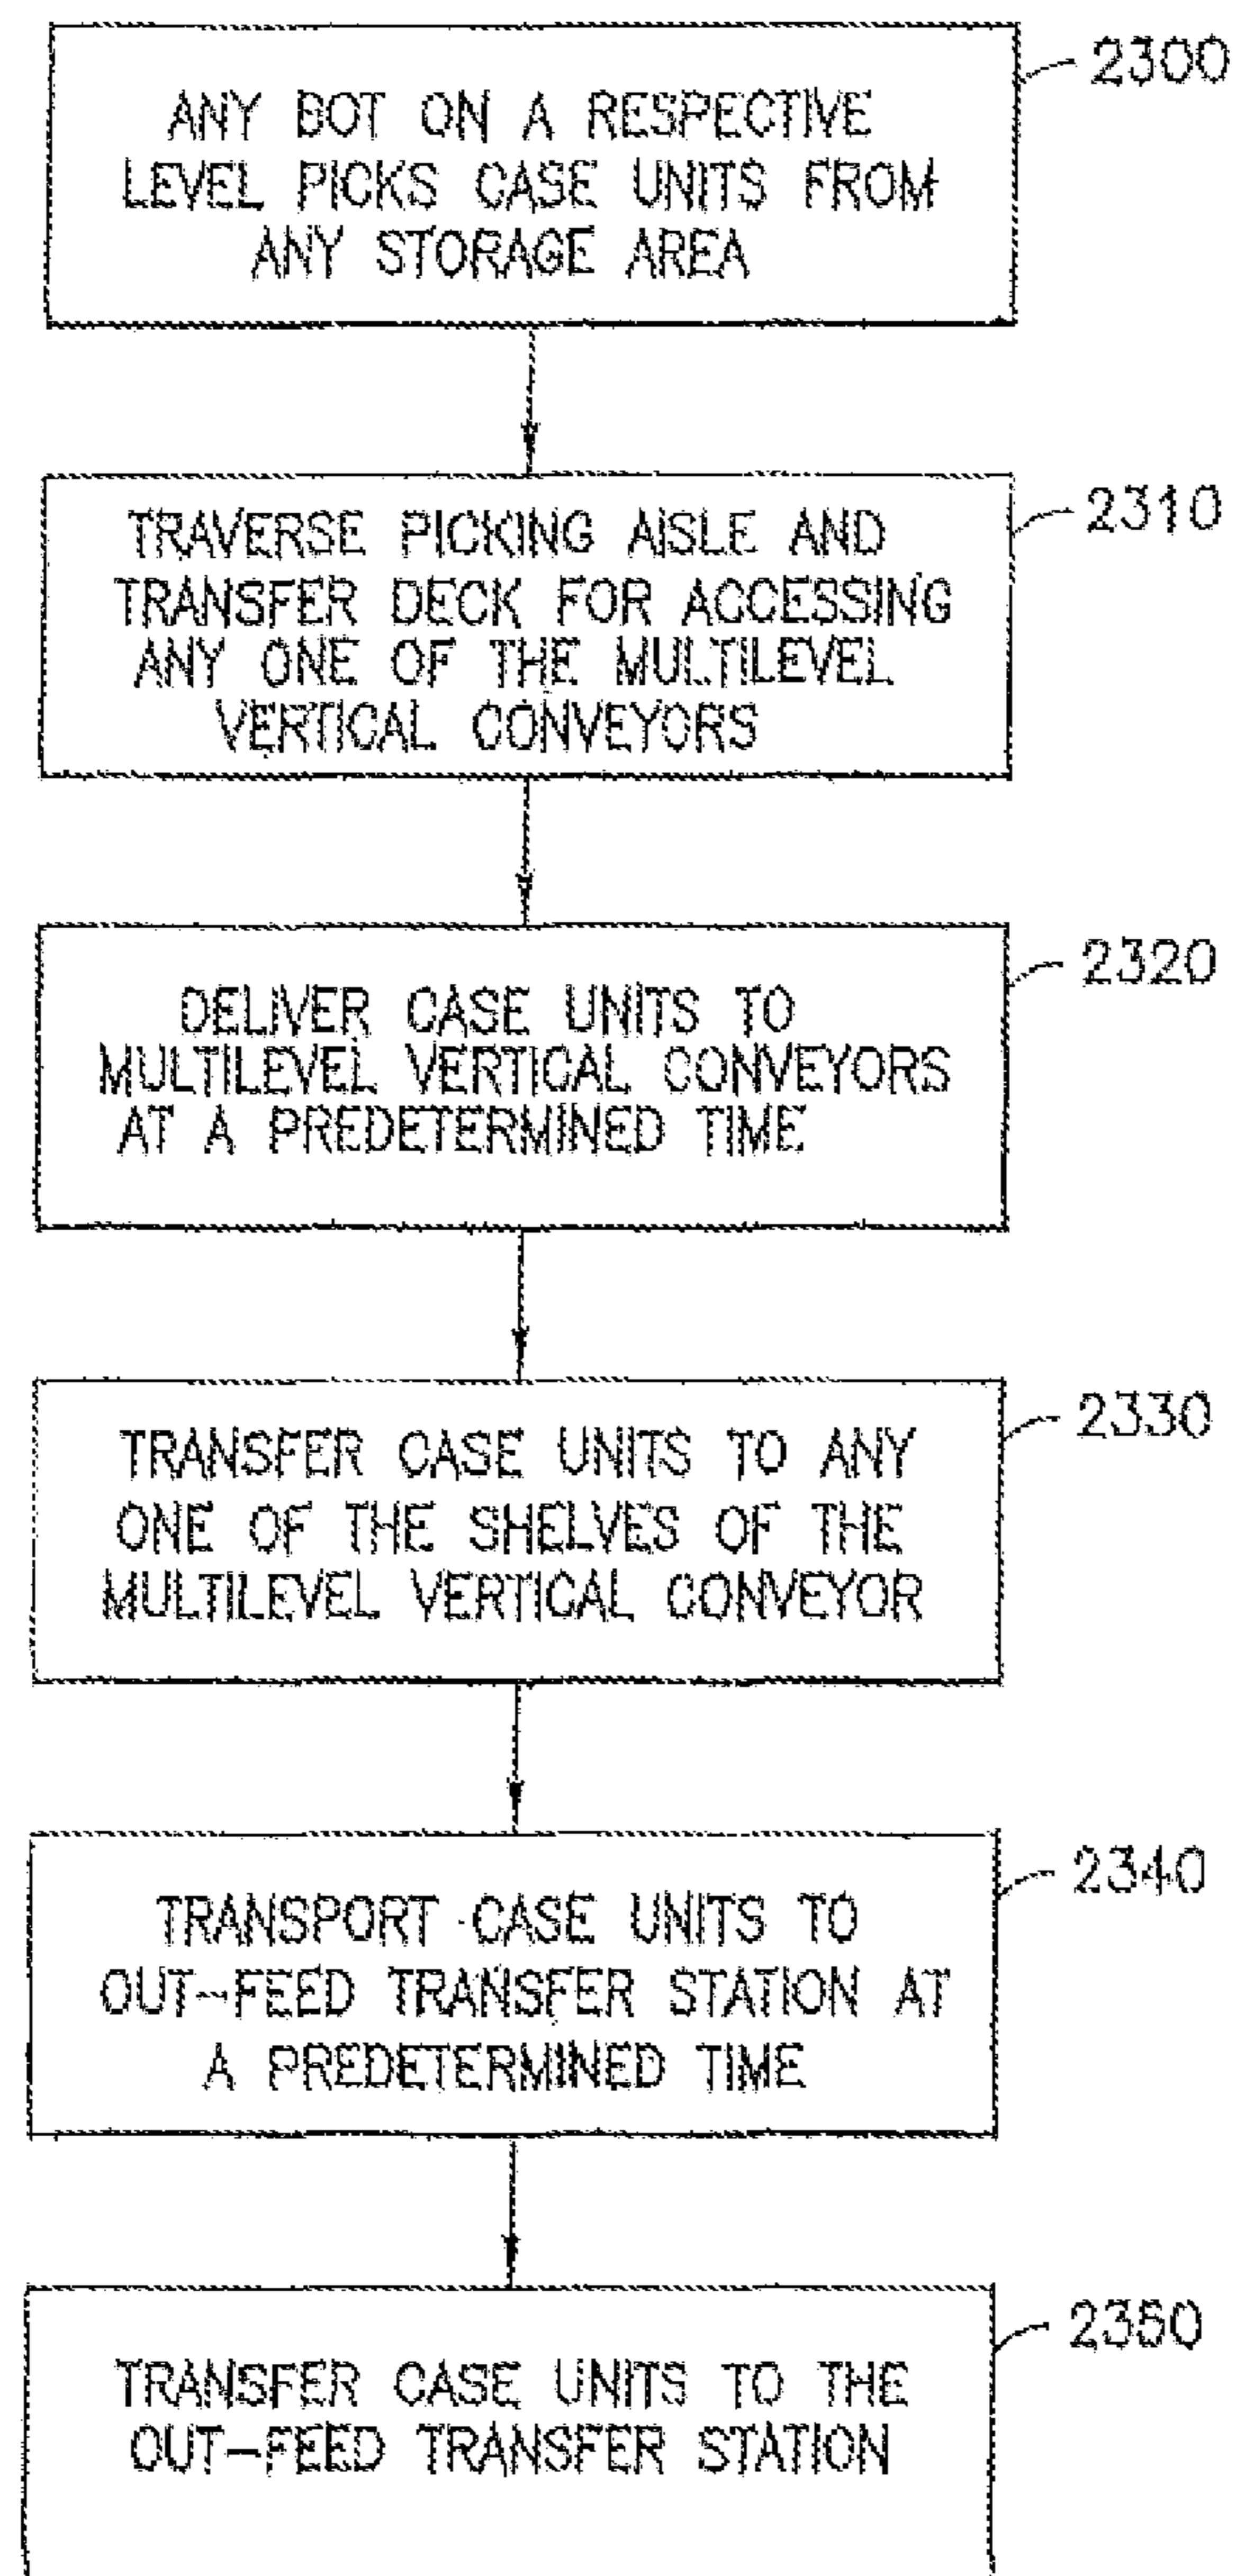 2300
ANY BOT ON A RESPECTIVE
LEVEL PICKS CASE UNITS FROM
ANY STORAGE AREA
2310
TRAVERSE PICKING AISLE AND
TRANSFER DECK FOR ACCESSING
ANY ONE OF THE MULTILEVEL
VERTICAL CONVEYORS
2320
DELIVER CASE UNITS TO
MULTILEVEL VERTICAL CONVEYORS
AT A PREDETERMINED TIME
2330
TRANSFER CASE UNITS TO ANY
ONE OF THE SHELVES OF THE
MULTILEVEL VERTICAL CONVEYOR
2340
TRANSPORT CASE UNITS TO
OUT-FEED TRANSFER STATION AT
A PREDETERMINED TIME
2350
TRANSFER CASE UNITS TO THE
OUT-FEED TRANSFER STATION